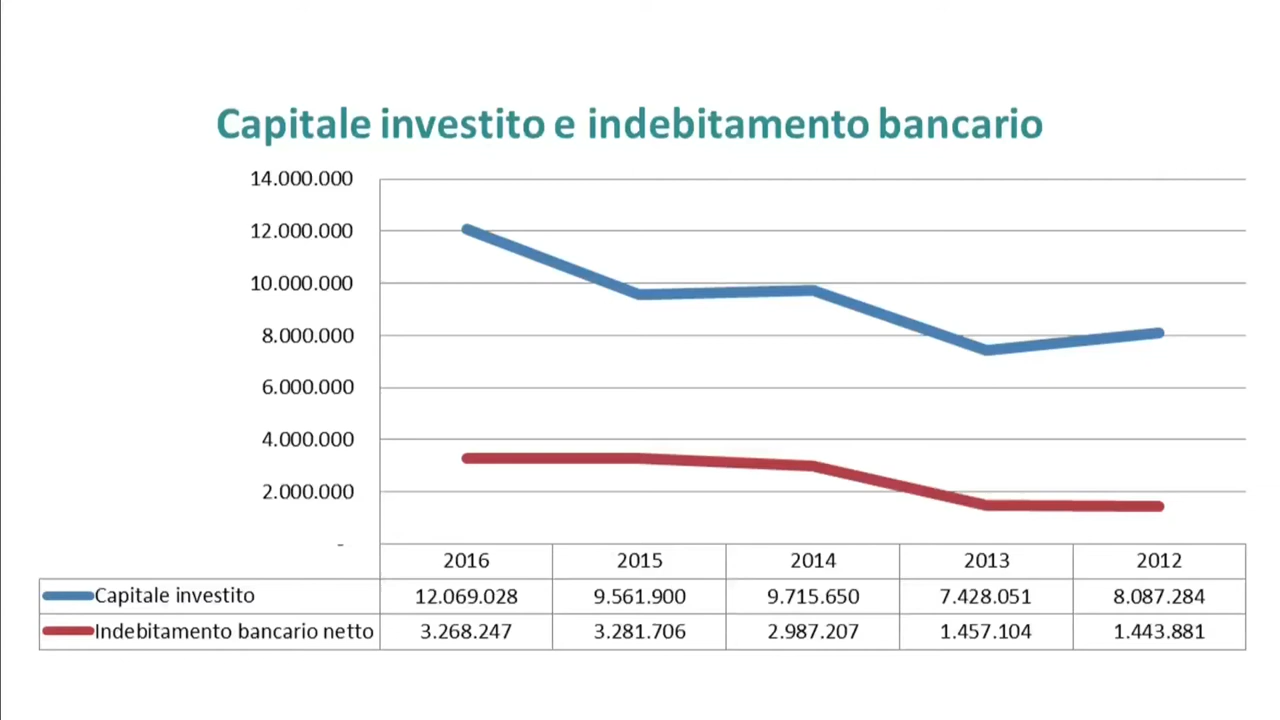 Capitale investito e indebitamento bancario
14.000.000
12.000.000
10.000.000
8.000.000
6.000.000
4.000.000
2.000.000
-
2016 2015 2014 2013 2012
Capitale investito 12.069.028 9.561.900 9.715.650 7.428.051 8.087.284
Indebitamento bancario netto 3.268.247 3.281.706 2.987.207 1.457.104 1.443.881